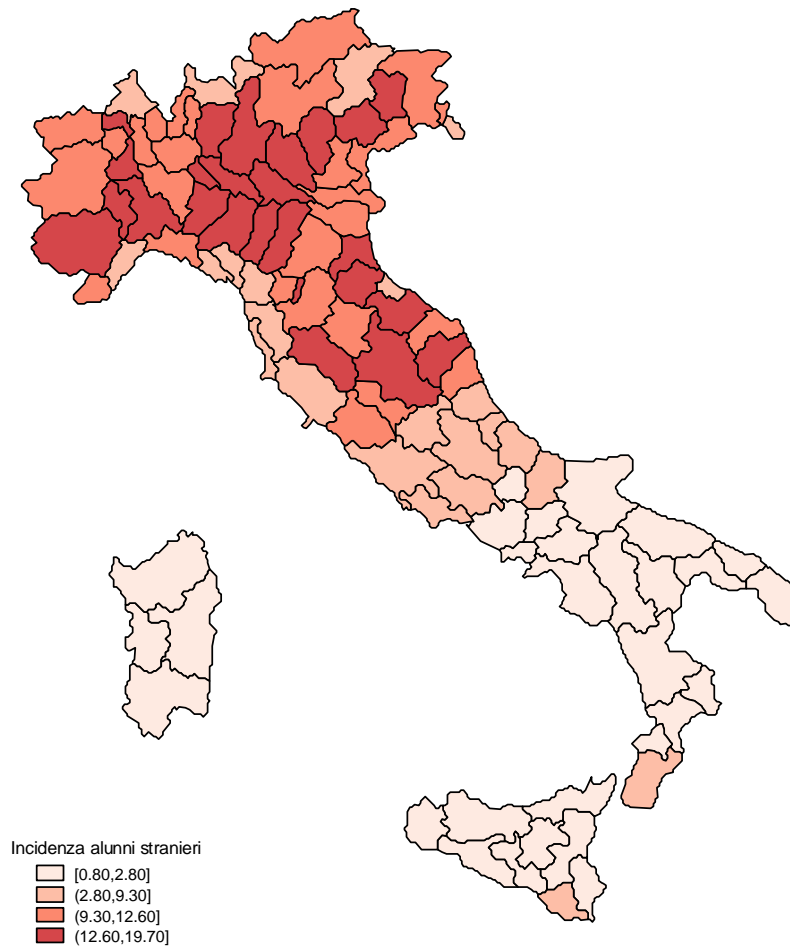 Incidenza alunni stranieri
[0.80,2.80]
(2.80,9.30]
(9.30,12.60]
(12.60,19.70]